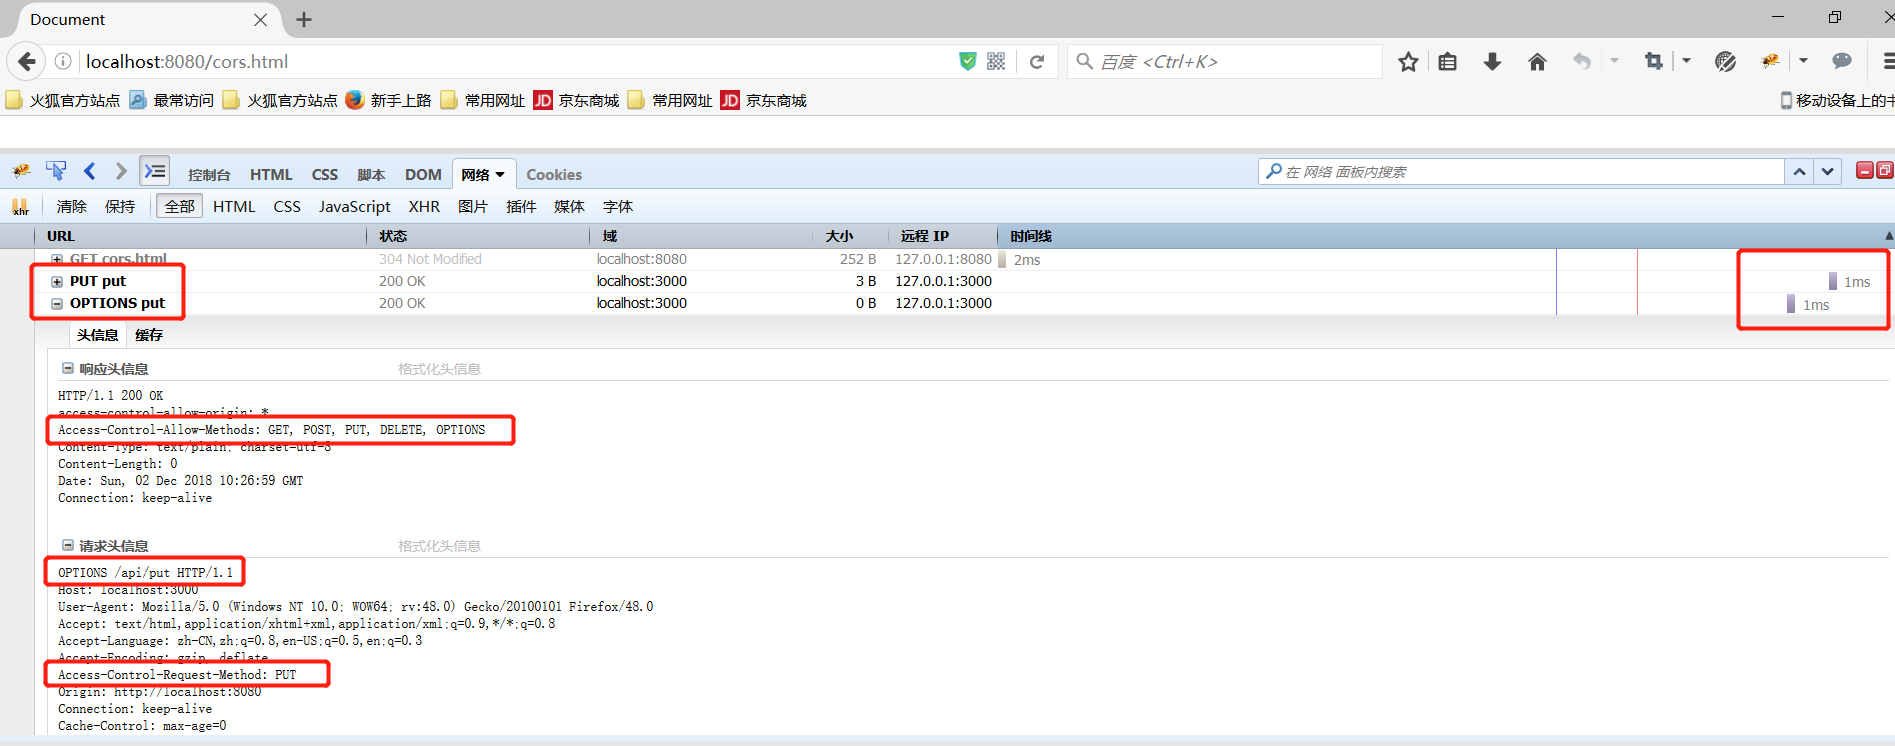 Document
localhost:8080/cors.html
百度 <Ctrl+K>
火狐官方站点 最常访问 火狐官方站点 新手上路 常用网址 JD 京东商城 常用网址 JD 京东商城 移动设备上的书
控制台 HTML CSS 脚本 DOM 网络 Cookies
在 网络 面板内搜索
xhr 清除 保持 全部 HTML CSS JavaScript XHR 图片 插件 媒体 字体
URL 状态 域 大小 远程 IP 时间线
GET cors.html 304 Not Modified localhost:8080 252 B 127.0.0.1:8080 2ms
PUT put 200 OK localhost:3000 3 B 127.0.0.1:3000 1ms
OPTIONS put 200 OK localhost:3000 0 B 127.0.0.1:3000 1ms
头信息 缓存
响应头信息 格式化头信息
HTTP/1.1 200 OK
access-control-allow-origin: *
Access-Control-Allow-Methods: GET, POST, PUT, DELETE, OPTIONS
Content-Type: text/plain; charset=utf-8
Content-Length: 0
Date: Sun, 02 Dec 2018 10:26:59 GMT
Connection: keep-alive
请求头信息 格式化头信息
OPTIONS /api/put HTTP/1.1
Host: localhost:3000
User-Agent: Mozilla/5.0 (Windows NT 10.0; WOW64; rv:48.0) Gecko/20100101 Firefox/48.0
Accept: text/html,application/xhtml+xml,application/xml;q=0.9,*/*;q=0.8
Accept-Language: zh-CN,zh;q=0.8,en-US;q=0.5,en;q=0.3
Accept-Encoding: gzip, deflate
Access-Control-Request-Method: PUT
Origin: http://localhost:8080
Connection: keep-alive
Cache-Control: max-age=0